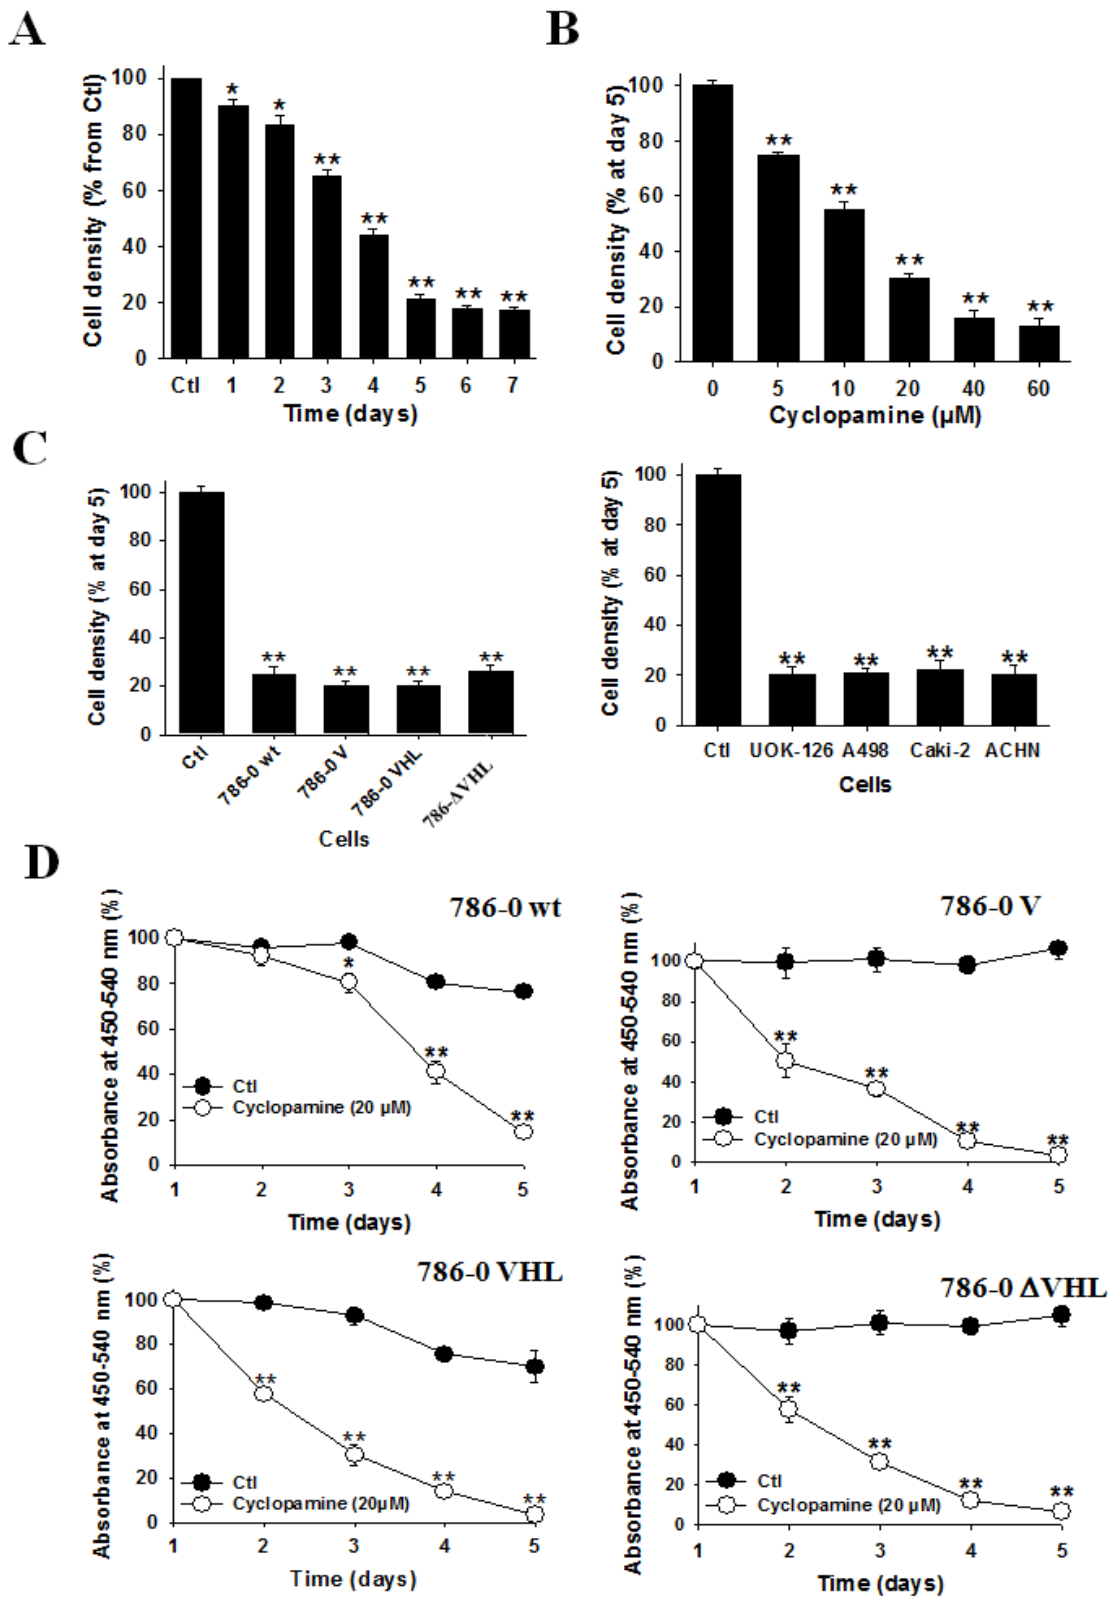 A
Cell density (% from Ctl)
100
80
60
40
20
0
* * ** ** ** ** **
Ctl 1 2 3 4 5 6 7
Time (days)
B
Cell density (% at day 5)
100
80
60
40
20
0
** ** ** ** **
0 5 10 20 40 60
Cyclopamine (µM)
C
Cell density (% at day 5)
100
80
60
40
20
0
** ** ** **
Ctl 786-0 wt 786-0 V 786-0 VHL 786-ΔVHL
Cells
Cell density (% at day 5)
100
80
60
40
20
0
** ** ** **
Ctl UOK-126 A498 Caki-2 ACHN
Cells
D
786-0 wt
Absorbance at 450-540 nm (%)
100
80
60
40
20
0
* ** **
Ctl
Cyclopamine (20 µM)
1 2 3 4 5
Time (days)
786-0 V
Absorbance at 450-540 nm (%)
100
80
60
40
20
0
** ** ** **
Ctl
Cyclopamine (20 µM)
1 2 3 4 5
Time (days)
786-0 VHL
Absorbance at 450-540 nm (%)
100
80
60
40
20
0
** ** ** **
Ctl
Cyclopamine (20µM)
1 2 3 4 5
Time (days)
786-0 ΔVHL
Absorbance at 450-540 nm (%)
100
80
60
40
20
0
** ** ** **
Ctl
Cyclopamine (20 µM)
1 2 3 4 5
Time (days)